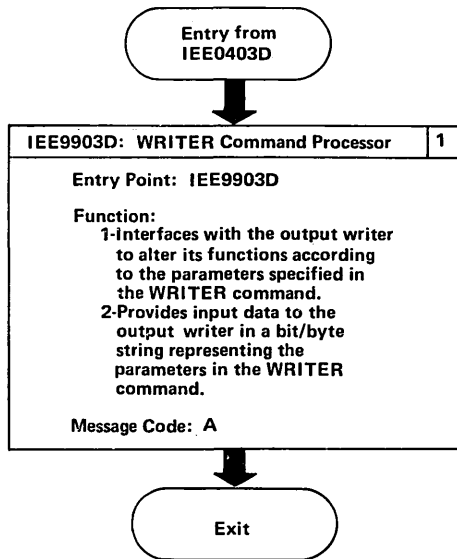 Entry from
IEE0403D
IEE9903D: WRITER Command Processor 1
Entry Point: IEE9903D
Function:
1-Interfaces with the output writer
to alter its functions according
to the parameters specified in
the WRITER command.
2-Provides input data to the
output writer in a bit/byte
string representing the
parameters in the WRITER
command.
Message Code: A
Exit